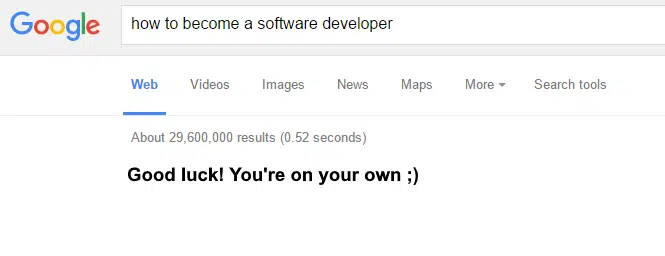 Google how to become a software developer
Web Videos Images News Maps More Search tools
About 29,600,000 results (0.52 seconds)
Good luck! You're on your own ;)